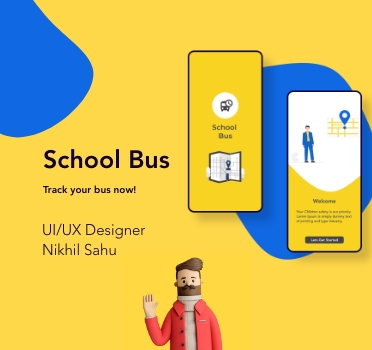 School Bus
Track your bus now!
UI/UX Designer
Nikhil Sahu
School
Bus
Welcome
Your Children safety is our priority
Lorem Ipsum is simply dummy text
of printing and type industry.
Lets Get Started